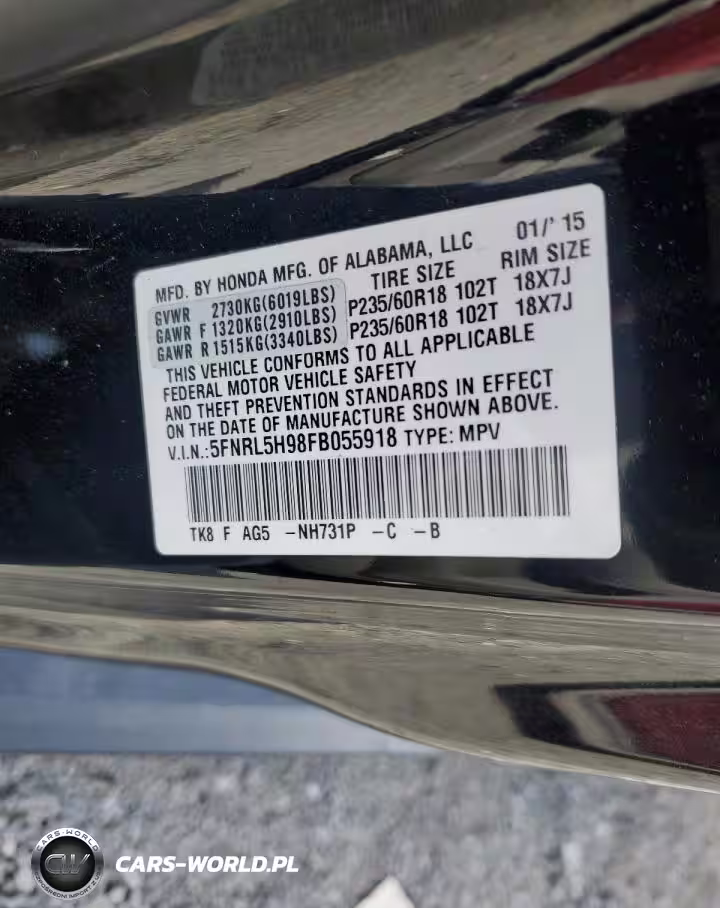 MFD. BY HONDA MFG. OF ALABAMA, LLC 01/' 15
TIRE SIZE RIM SIZE
GVWR 2730KG(6019LBS)
GAWR F 1320KG(2910LBS) P235/60R18 102T 18X7J
GAWR R 1515KG(3340LBS) P235/60R18 102T 18X7J
THIS VEHICLE CONFORMS TO ALL APPLICABLE
FEDERAL MOTOR VEHICLE SAFETY
AND THEFT PREVENTION STANDARDS IN EFFECT
ON THE DATE OF MANUFACTURE SHOWN ABOVE.
V.I.N.:5FNRL5H98FB055918 TYPE: MPV
TK8 F AG5 -NH731P -C -B
CARS-WORLD
CW
CARS-WORLD.PL